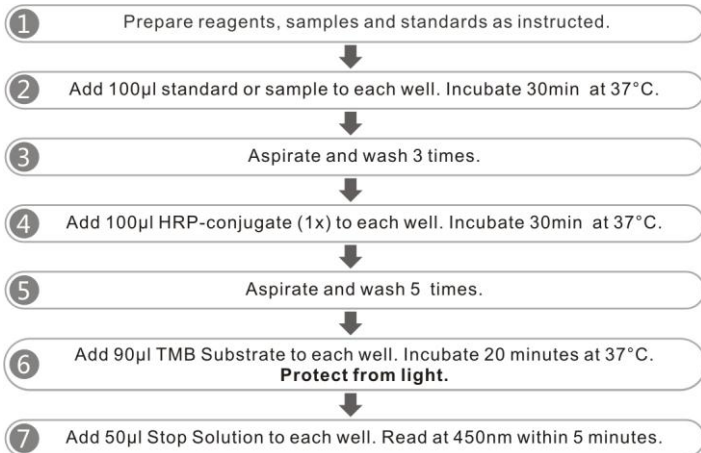 1 Prepare reagents, samples and standards as instructed.
2 Add 100μl standard or sample to each well. Incubate 30min at 37°C.
3 Aspirate and wash 3 times.
4 Add 100μl HRP-conjugate (1x) to each well. Incubate 30min at 37°C.
5 Aspirate and wash 5 times.
6 Add 90μl TMB Substrate to each well. Incubate 20 minutes at 37°C.
Protect from light.
7 Add 50μl Stop Solution to each well. Read at 450nm within 5 minutes.